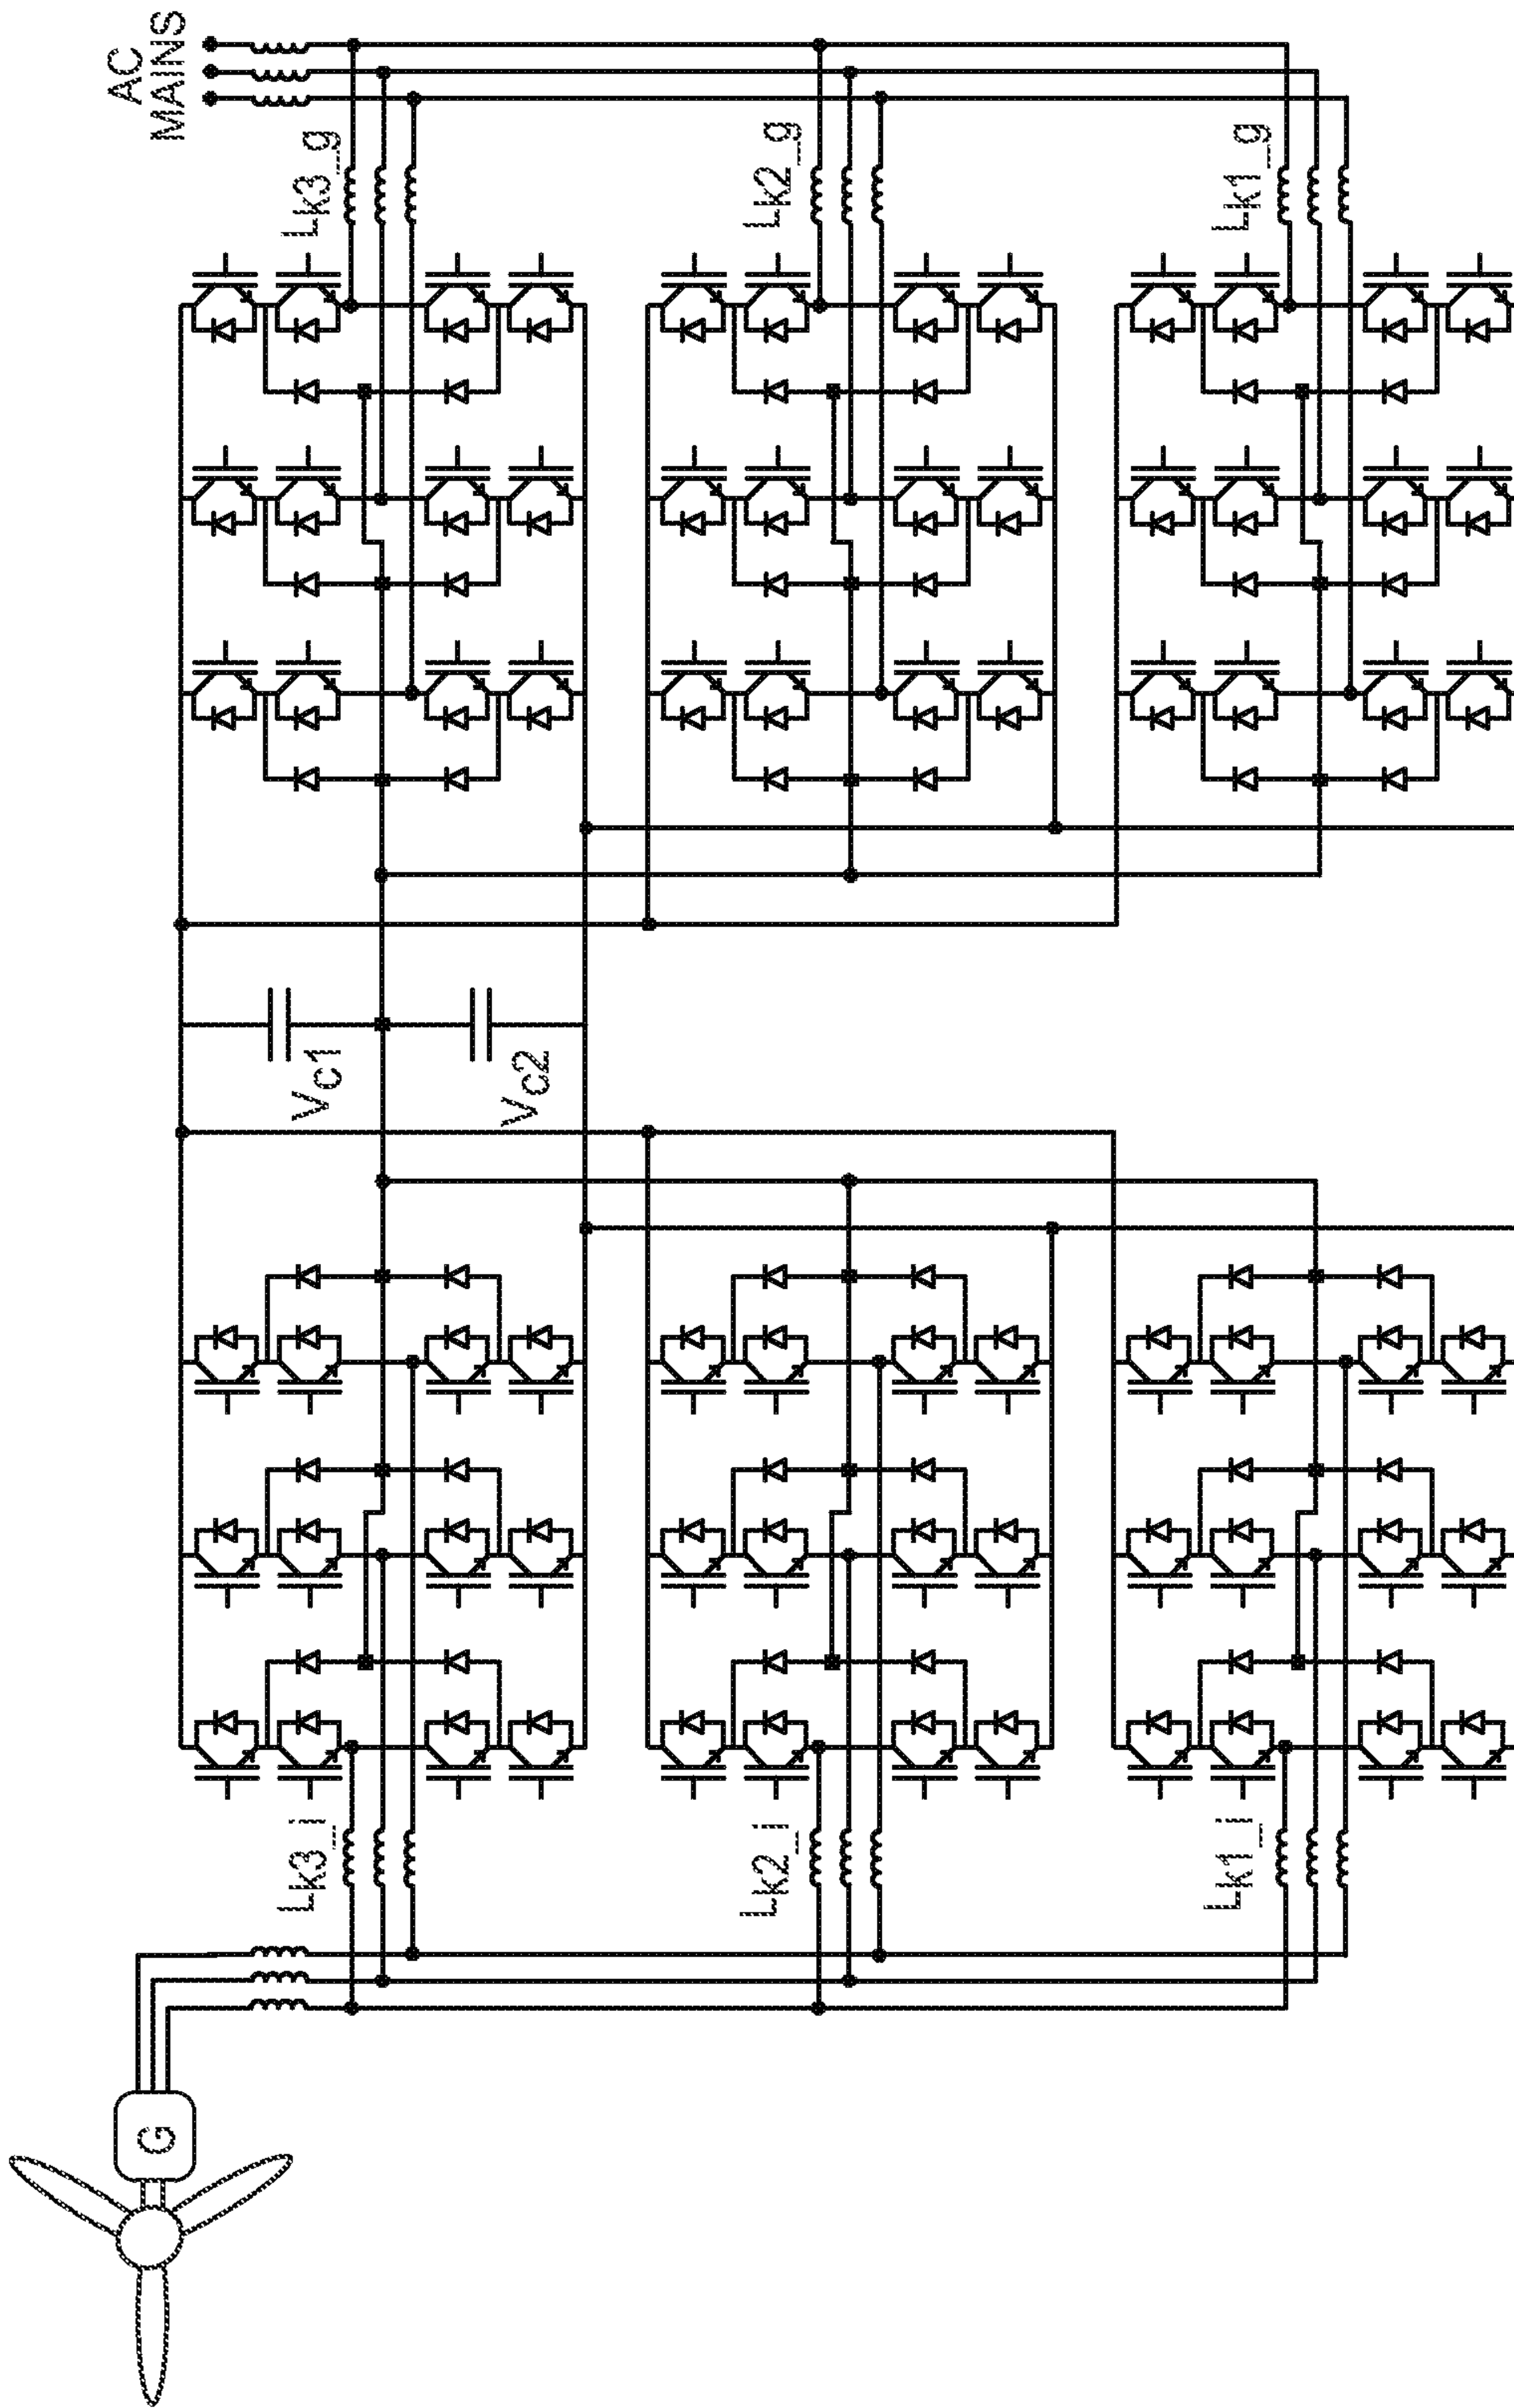 AC
MAINS
Lk3_g
Lk2_g
Lk1_g
Vc1
Vc2
Lk3_i
Lk2_i
Lk1_i
G